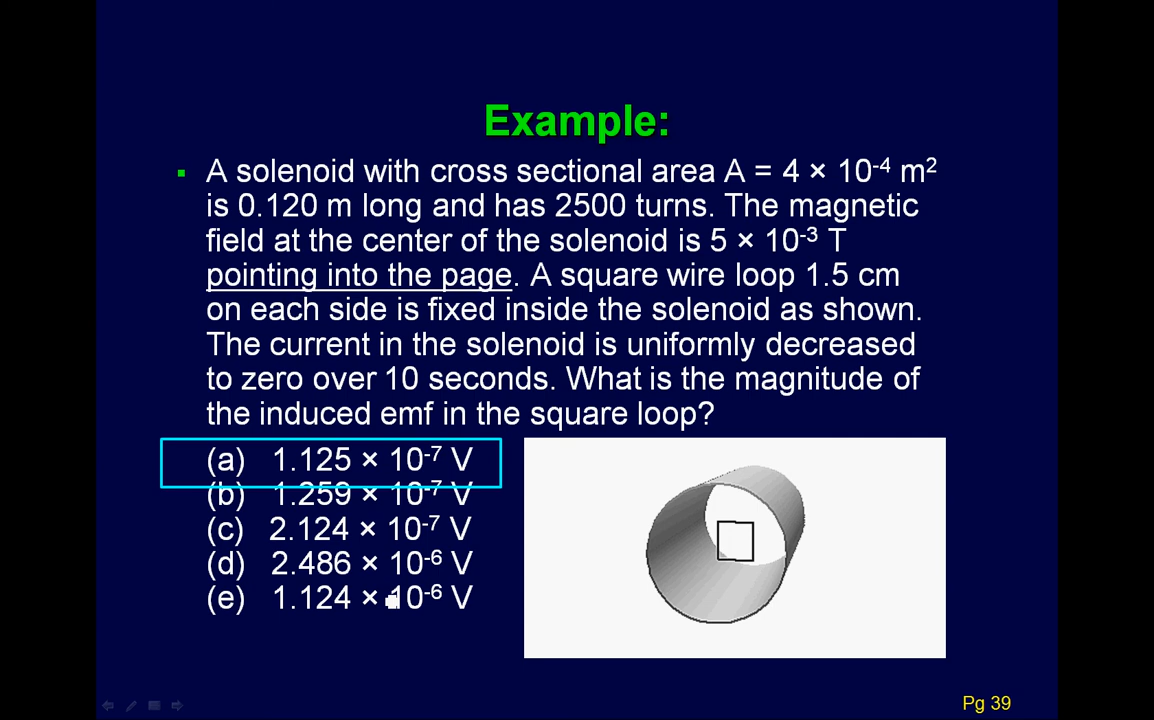 Example:
▪ A solenoid with cross sectional area A = 4 × 10⁻⁴ m²
is 0.120 m long and has 2500 turns. The magnetic
field at the center of the solenoid is 5 × 10⁻³ T
pointing into the page. A square wire loop 1.5 cm
on each side is fixed inside the solenoid as shown.
The current in the solenoid is uniformly decreased
to zero over 10 seconds. What is the magnitude of
the induced emf in the square loop?
(a) 1.125 × 10⁻⁷ V
(b) 1.259 × 10⁻⁷ V
(c) 2.124 × 10⁻⁷ V
(d) 2.486 × 10⁻⁶ V
(e) 1.124 × 10⁻⁶ V
Pg 39